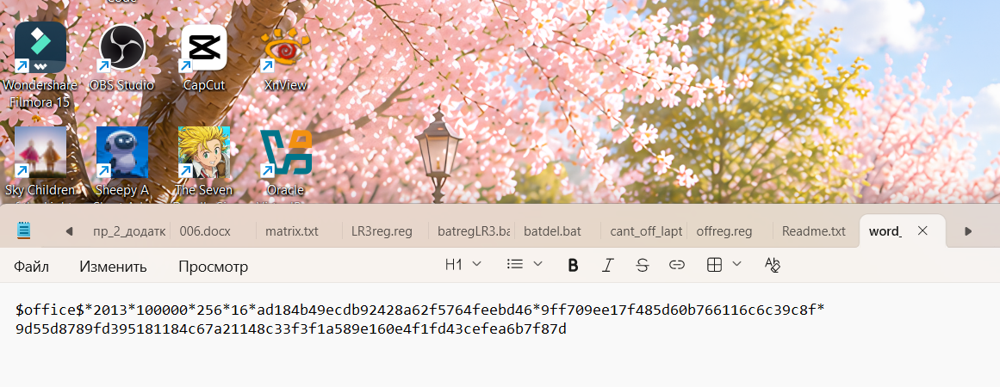 Code
Wondershare Filmora 15
OBS Studio
CapCut
XnView
Sky Children
Sheepy A
The Seven
Oracle
пр_2_додатк
006.docx
matrix.txt
LR3reg.reg
batregLR3.ba
batdel.bat
cant_off_lapt
offreg.reg
Readme.txt
word_
Файл
Изменить
Просмотр
H1
B
I
S
$office$*2013*100000*256*16*ad184b49ecdb92428a62f5764feebd46*9ff709ee17f485d60b766116c6c39c8f*
9d55d8789fd395181184c67a21148c33f3f1a589e160e4f1fd43cefea6b7f87d